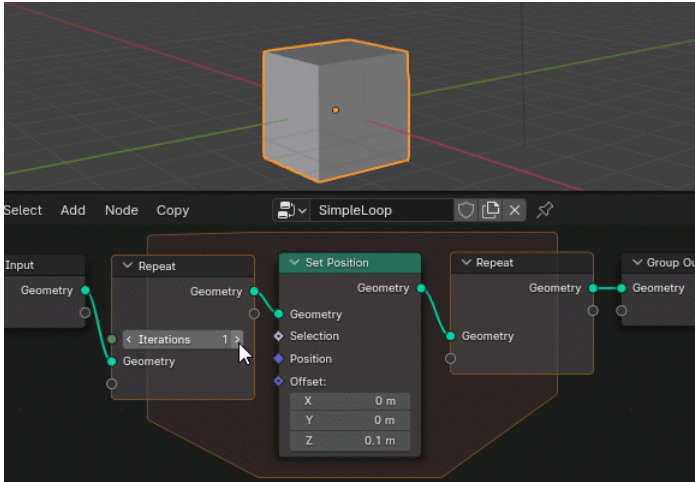 Select Add Node Copy SimpleLoop
Input
Geometry
Repeat
Geometry
Iterations 1
Geometry
Set Position
Geometry
Geometry
Selection
Position
Offset:
X 0 m
Y 0 m
Z 0.1 m
Repeat
Geometry
Geometry
Group Ou
Geometry